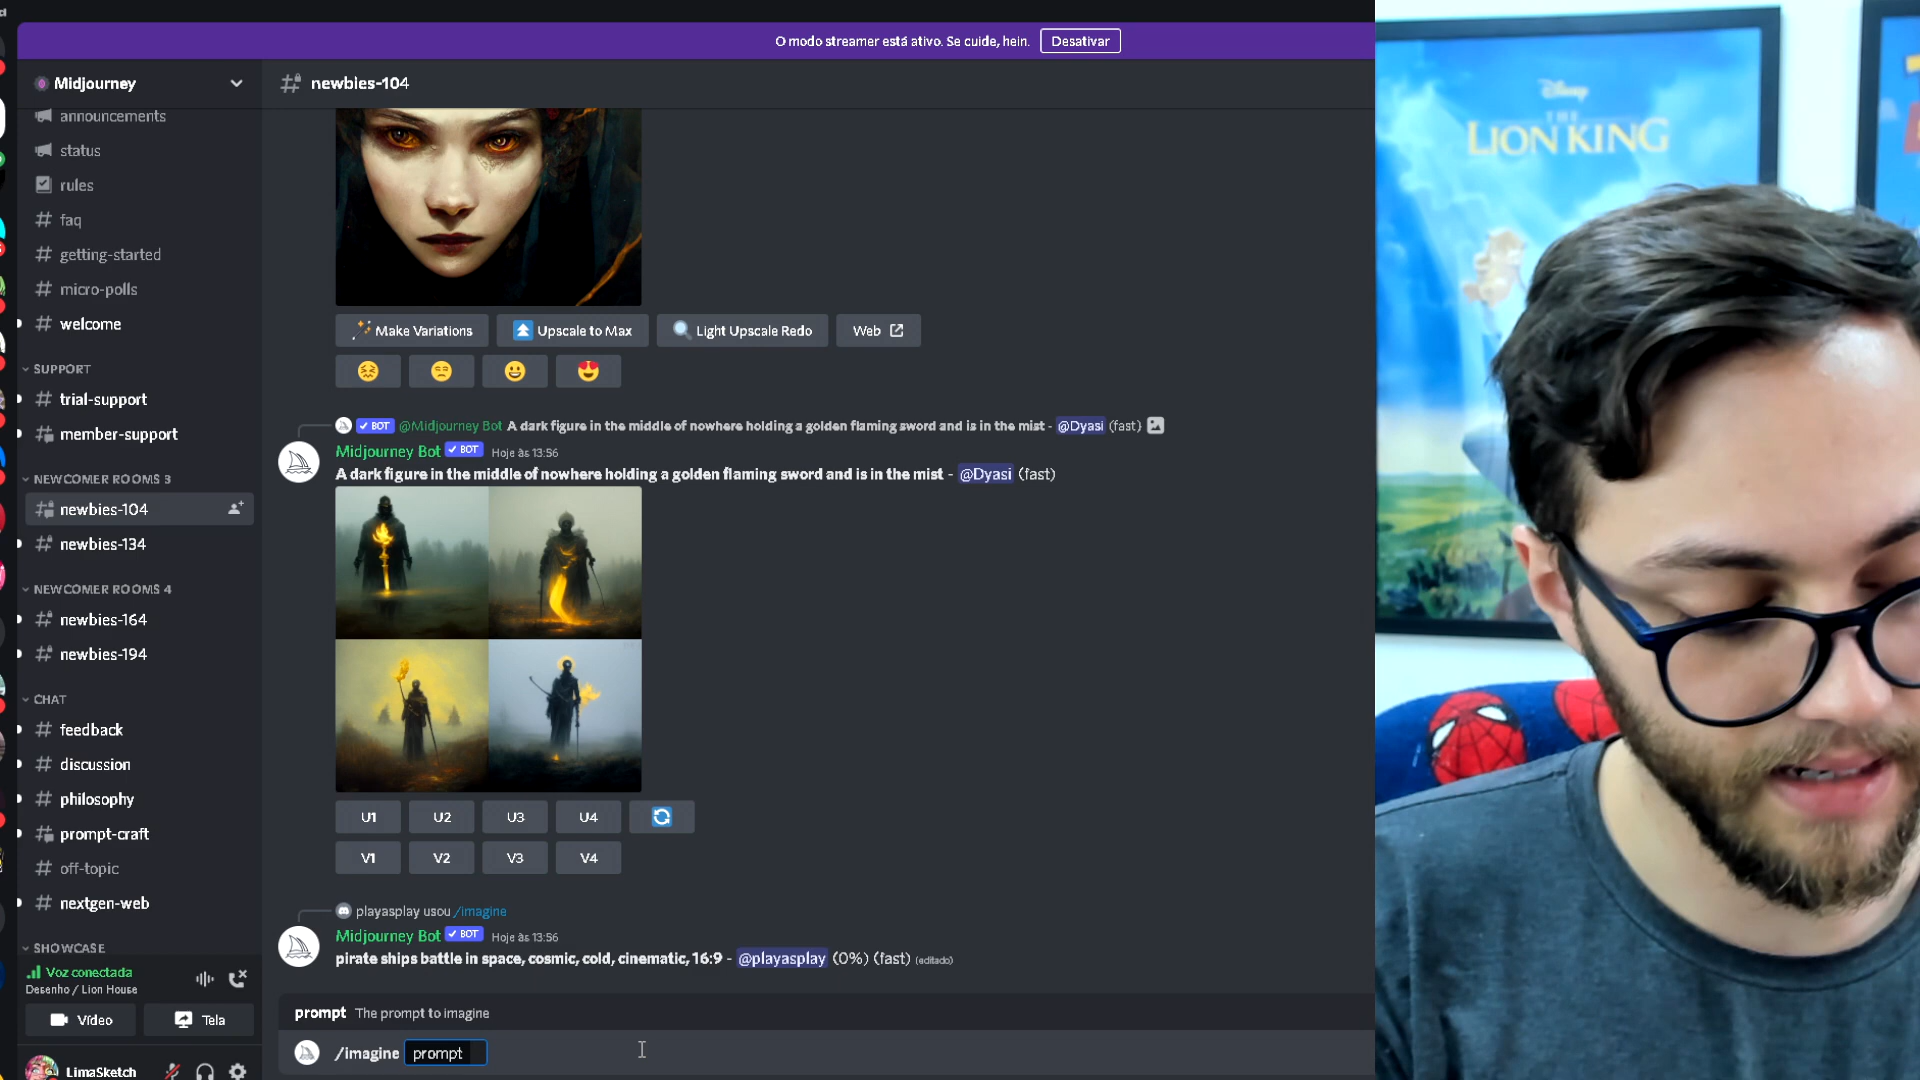 O modo streamer está ativo. Se cuide, hein. Desativar
Midjourney
newbies-104
announcements
status
rules
faq
getting-started
micro-polls
welcome
SUPPORT
trial-support
member-support
NEWCOMER ROOMS 3
newbies-104
newbies-134
NEWCOMER ROOMS 4
newbies-164
newbies-194
CHAT
feedback
discussion
philosophy
prompt-craft
off-topic
nextgen-web
SHOWCASE
Voz conectada
Desenho / Lion House
Vídeo Tela
LimaSketch
Make Variations Upscale to Max Light Upscale Redo Web
BOT @Midjourney Bot A dark figure in the middle of nowhere holding a golden flaming sword and is in the mist - @Dyasi (fast)
Midjourney Bot BOT Hoje às 13:56
A dark figure in the middle of nowhere holding a golden flaming sword and is in the mist - @Dyasi (fast)
U1 U2 U3 U4
V1 V2 V3 V4
playasplay usou /imagine
Midjourney Bot BOT Hoje às 13:56
pirate ships battle in space, cosmic, cold, cinematic, 16:9 - @playasplay (0%) (fast) (editado)
prompt The prompt to imagine
/imagine prompt
Disney
THE
LION KING